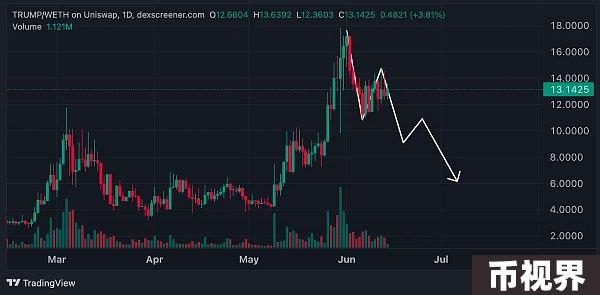 TRUMP/WETH on Uniswap, 1D, dexscreener.com O12.6604 H13.6392 L12.3603 C13.1425 0.4821 (+3.81%)
Volume 1.121M
18.0000
16.0000
14.0000
13.1425
12.0000
10.0000
8.0000
6.0000
4.0000
2.0000
Mar Apr May Jun Jul
TradingView
币视界